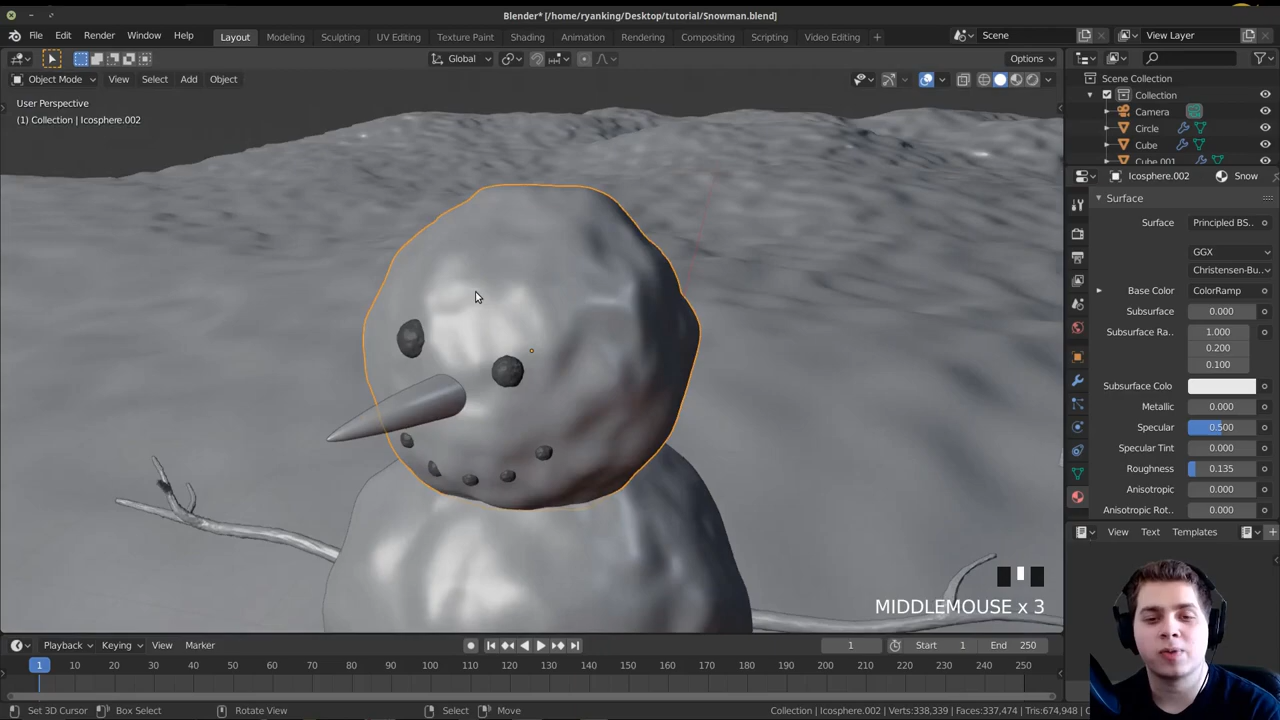 Blender* [/home/ryanking/Desktop/tutorial/Snowman.blend]
File Edit Render Window Help Layout Modeling Sculpting UV Editing Texture Paint Shading Animation Rendering Compositing Scripting Video Editing + Scene View Layer
Global Options
Object Mode View Select Add Object
User Perspective
(1) Collection | Icosphere.002
Scene Collection
Collection
Camera
Circle
Cube
Cube.001
Icosphere.002 Snow
Surface
Surface Principled BS..
GGX
Christensen-Bu..
Base Color ColorRamp
Subsurface 0.000
Subsurface Ra.. 1.000
0.200
0.100
Subsurface Colo
Metallic 0.000
Specular 0.500
Specular Tint 0.000
Roughness 0.135
Anisotropic 0.000
Anisotropic Rot.. 0.000
View Text Templates
MIDDLEMOUSE x 3
Playback Keying View Marker 1 Start 1 End 250
1 10 20 30 40 50 60 70 80 90 100 110 120 130 140 150 160 170 180 190 200 210 220 230 240 250
Set 3D Cursor Box Select Rotate View Select Move Collection | Icosphere.002 | Verts:338,339 | Faces:337,474 | Tris:674,948 |